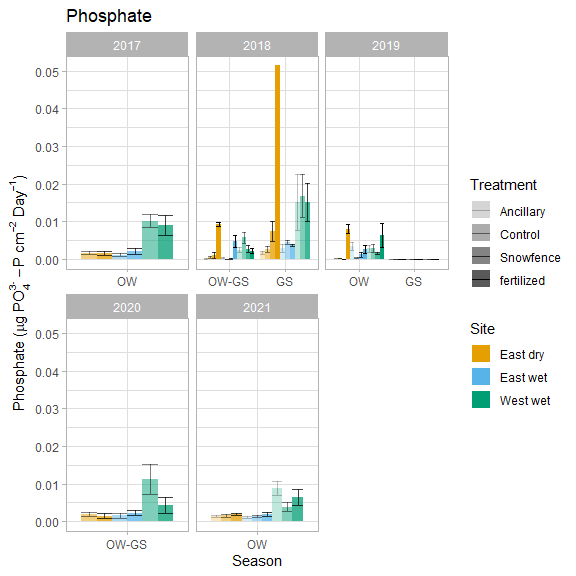 Phosphate
2017 2018 2019
0.05
0.04
0.03
0.02
0.01
0.00
OW OW-GS GS OW GS
2020 2021
0.05
0.04
0.03
0.02
0.01
0.00
OW-GS OW
Season
Phosphate (µg PO₄³⁻–P cm⁻² Day⁻¹)
Treatment
Ancillary
Control
Snowfence
fertilized
Site
East dry
East wet
West wet